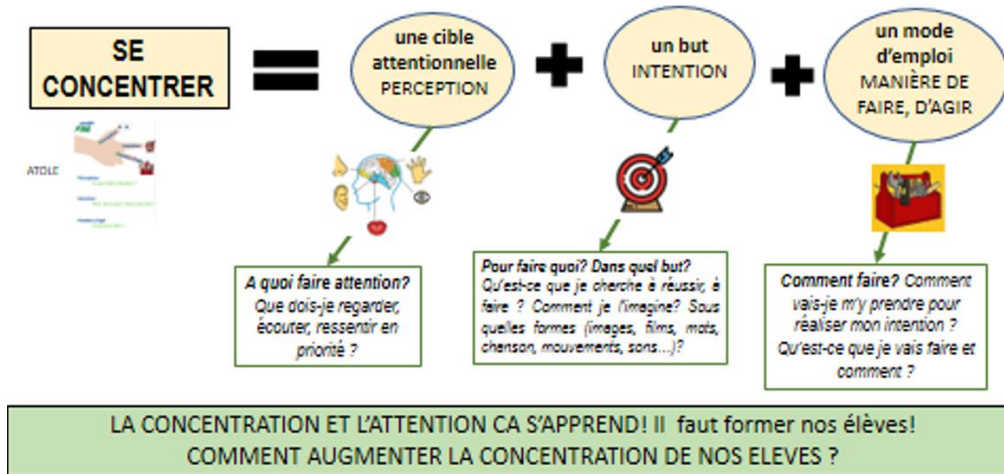 SE
CONCENTRER
une cible
attentionnelle
PERCEPTION
un but
INTENTION
un mode
d'emploi
MANIÈRE DE
FAIRE, D'AGIR
ATOLE
A quoi faire attention?
Que dois-je regarder,
écouter, ressentir en
priorité ?
Pour faire quoi? Dans quel but?
Qu'est-ce que je cherche à réussir, à
faire ? Comment je l'imagine? Sous
quelles formes (images, films, mots,
chanson, mouvements, sons...)?
Comment faire? Comment
vais-je m'y prendre pour
réaliser mon intention ?
Qu'est-ce que je vais faire et
comment ?
LA CONCENTRATION ET L'ATTENTION CA S'APPREND! Il faut former nos élèves!
COMMENT AUGMENTER LA CONCENTRATION DE NOS ELEVES ?